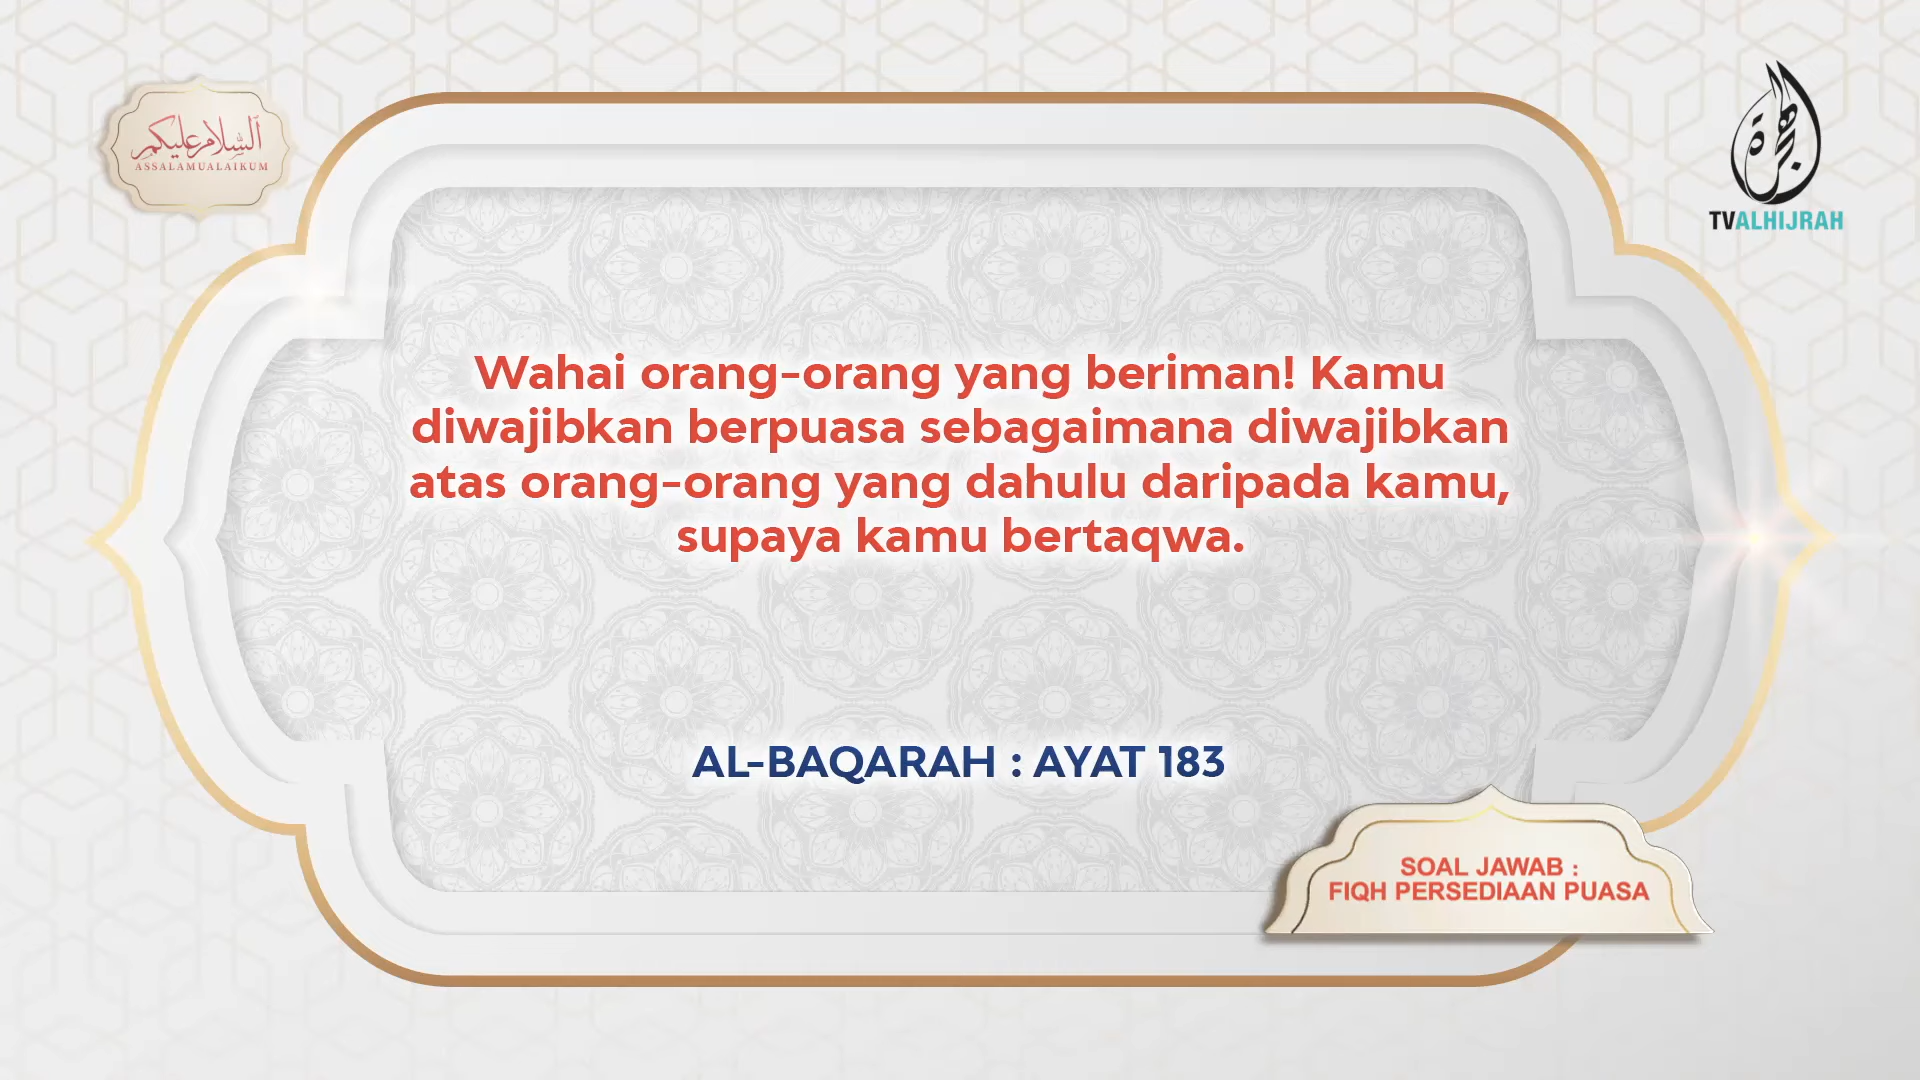 السلام عليكم
ASSALAMUALAIKUM
الهجرة
TVALHIJRAH
Wahai orang-orang yang beriman! Kamu
diwajibkan berpuasa sebagaimana diwajibkan
atas orang-orang yang dahulu daripada kamu,
supaya kamu bertaqwa.
AL-BAQARAH : AYAT 183
SOAL JAWAB :
FIQH PERSEDIAAN PUASA